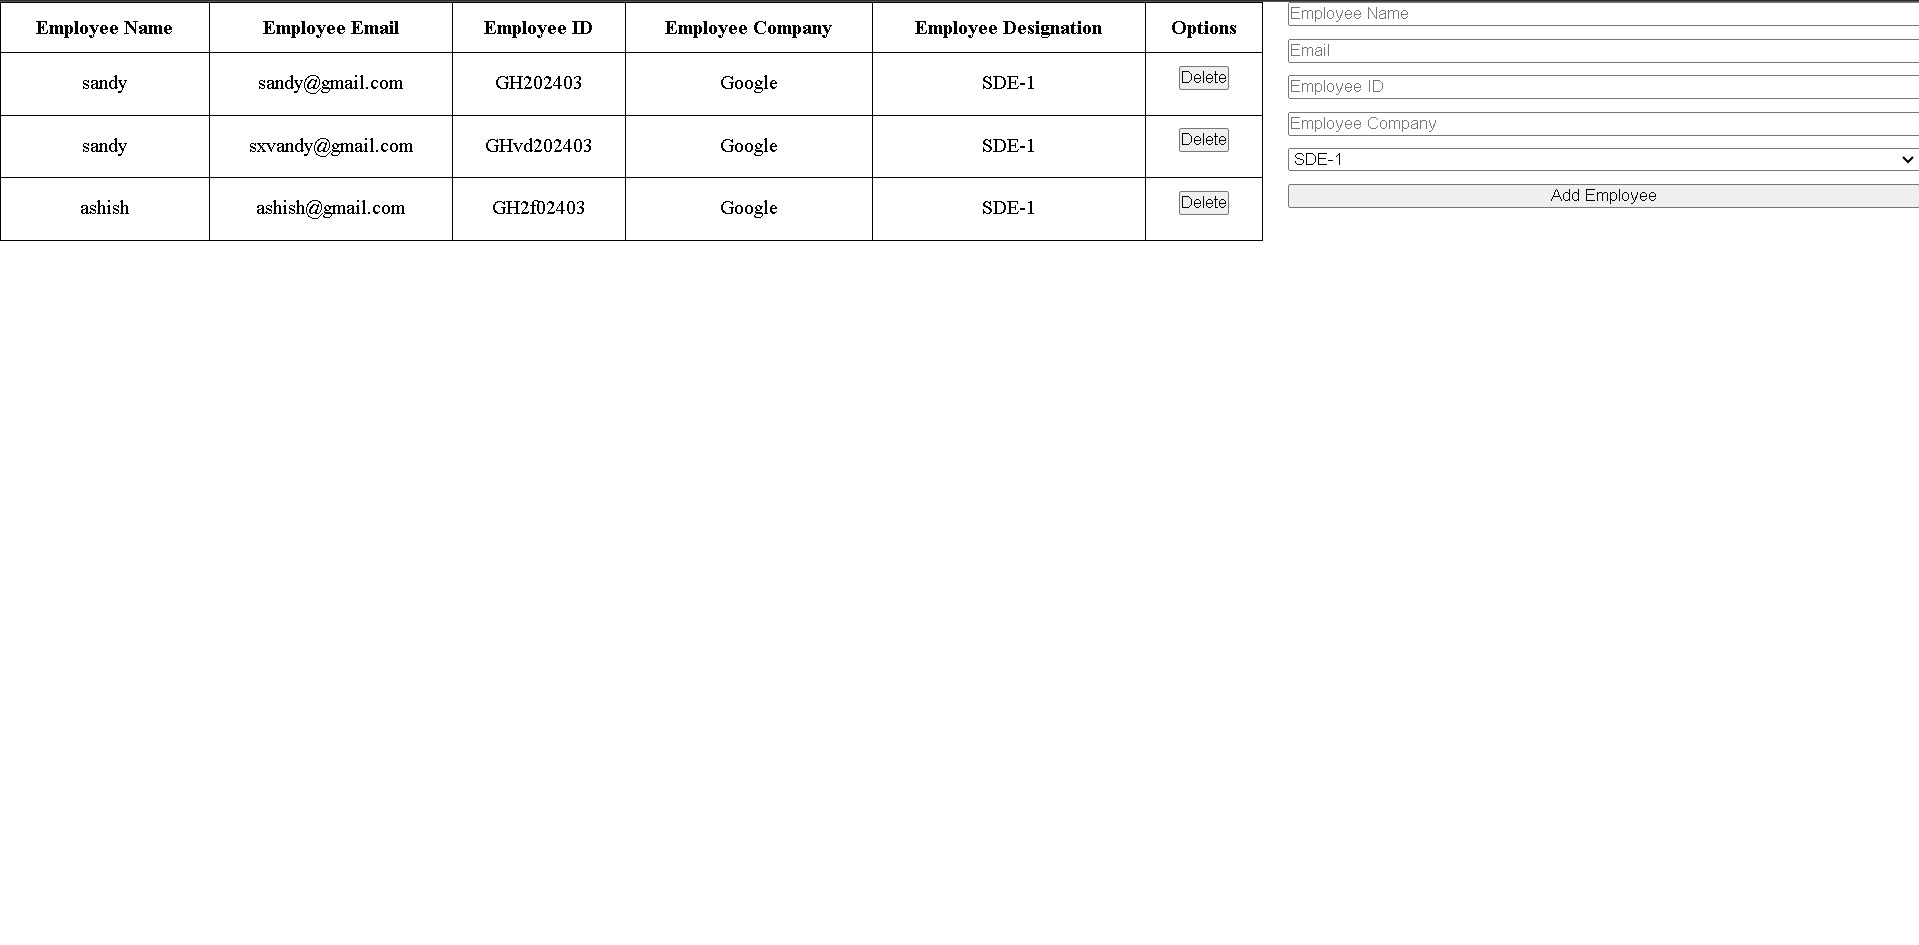 Employee Name Employee Email Employee ID Employee Company Employee Designation Options
sandy sandy@gmail.com GH202403 Google SDE-1 Delete
sandy sxvandy@gmail.com GHvd202403 Google SDE-1 Delete
ashish ashish@gmail.com GH2f02403 Google SDE-1 Delete
Employee Name
Email
Employee ID
Employee Company
SDE-1
Add Employee